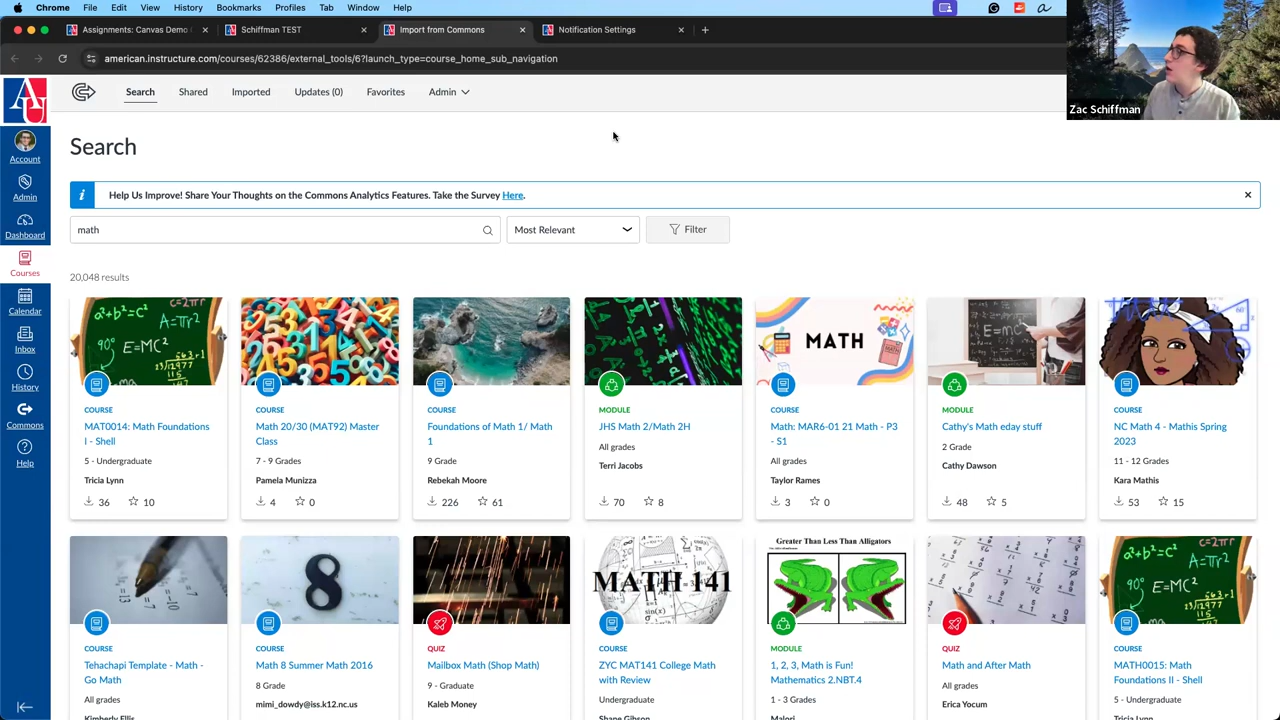 Chrome File Edit View History Bookmarks Profiles Tab Window Help
Assignments: Canvas Demo
Schiffman TEST
Import from Commons
Notification Settings
american.instructure.com/courses/62386/external_tools/6?launch_type=course_home_sub_navigation
Zac Schiffman
AU
Account
Admin
Dashboard
Courses
Calendar
Inbox
History
Commons
Help
Search Shared Imported Updates (0) Favorites Admin
Search
Help Us Improve! Share Your Thoughts on the Commons Analytics Features. Take the Survey Here.
math
Most Relevant
Filter
20,048 results
COURSE
MAT0014: Math Foundations
I - Shell
5 - Undergraduate
Tricia Lynn
36 10
COURSE
Math 20/30 (MAT92) Master
Class
7 - 9 Grades
Pamela Munizza
4 0
COURSE
Foundations of Math 1/ Math
1
9 Grade
Rebekah Moore
226 61
MODULE
JHS Math 2/Math 2H
All grades
Terri Jacobs
70 8
MATH
COURSE
Math: MAR6-01 21 Math - P3
- S1
All grades
Taylor Rames
3 0
MODULE
Cathy's Math eday stuff
2 Grade
Cathy Dawson
48 5
COURSE
NC Math 4 - Mathis Spring
2023
11 - 12 Grades
Kara Mathis
53 15
COURSE
Tehachapi Template - Math -
Go Math
All grades
Kimberly Ellis
COURSE
Math 8 Summer Math 2016
8 Grade
mimi_dowdy@iss.k12.nc.us
QUIZ
Mailbox Math (Shop Math)
9 - Graduate
Kaleb Money
MATH 141
COURSE
ZYC MAT141 College Math
with Review
Undergraduate
Shane Gibson
Greater Than Less Than Alligators
MODULE
1, 2, 3, Math is Fun!
Mathematics 2.NBT.4
1 - 3 Grades
QUIZ
Math and After Math
All grades
Erica Yocum
COURSE
MATH0015: Math
Foundations II - Shell
5 - Undergraduate
Tricia Lynn